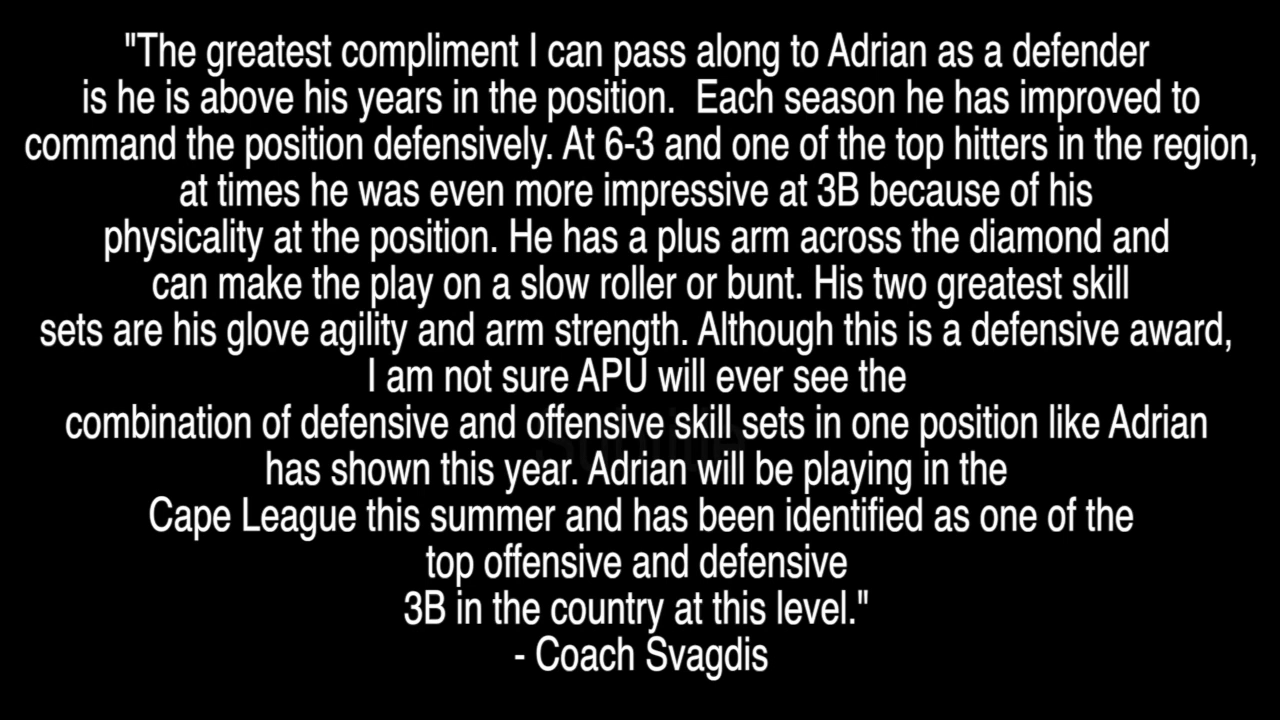 "The greatest compliment I can pass along to Adrian as a defender
is he is above his years in the position.  Each season he has improved to
command the position defensively. At 6-3 and one of the top hitters in the region,
at times he was even more impressive at 3B because of his
physicality at the position. He has a plus arm across the diamond and
can make the play on a slow roller or bunt. His two greatest skill
sets are his glove agility and arm strength. Although this is a defensive award,
I am not sure APU will ever see the
combination of defensive and offensive skill sets in one position like Adrian
has shown this year. Adrian will be playing in the
Cape League this summer and has been identified as one of the
top offensive and defensive
3B in the country at this level."
- Coach Svagdis